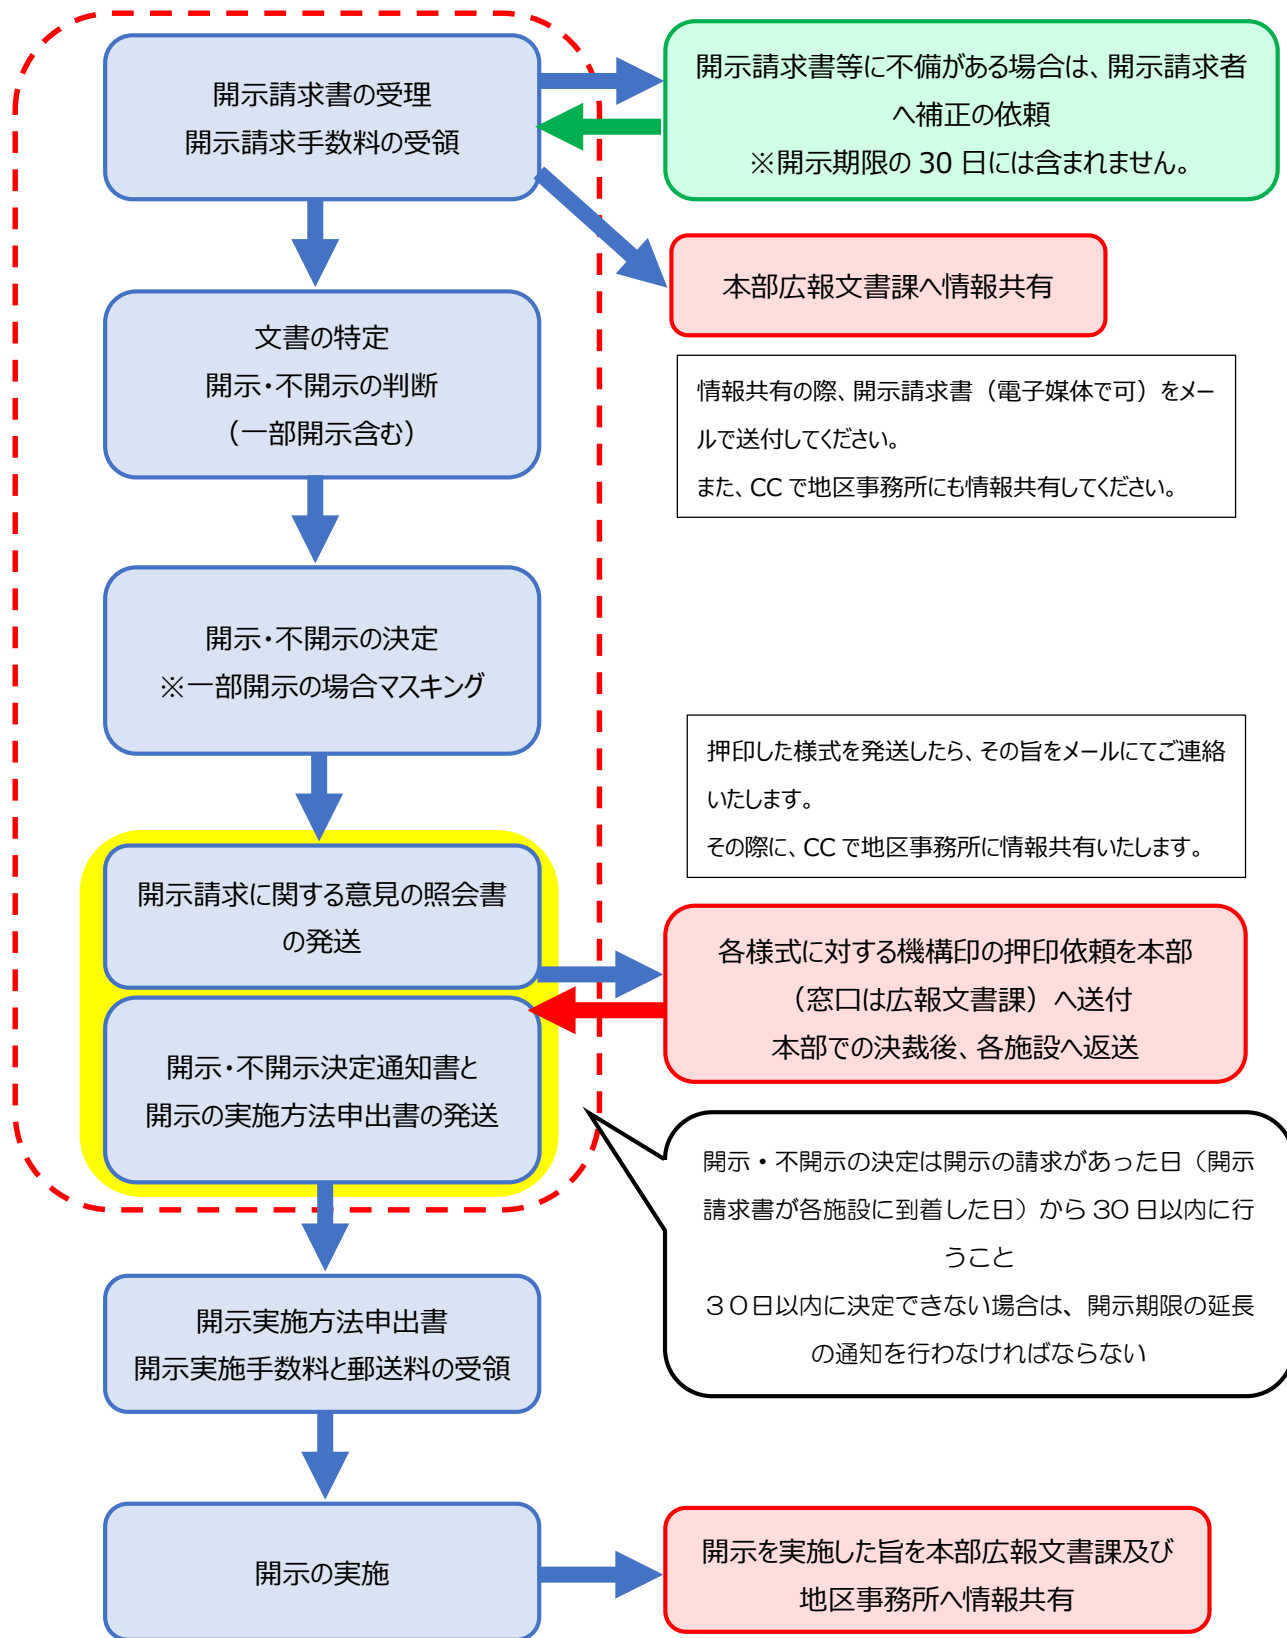 開示請求書の受理
開示請求手数料の受領
開示請求書等に不備がある場合は、開示請求者
へ補正の依頼
※開示期限の 30 日には含まれません。
本部広報文書課へ情報共有
文書の特定
開示・不開示の判断
（一部開示含む）
情報共有の際、開示請求書（電子媒体で可）をメー
ルで送付してください。
また、CC で地区事務所にも情報共有してください。
開示・不開示の決定
※一部開示の場合マスキング
押印した様式を発送したら、その旨をメールにてご連絡
いたします。
その際に、CC で地区事務所に情報共有いたします。
開示請求に関する意見の照会書
の発送
各様式に対する機構印の押印依頼を本部
（窓口は広報文書課）へ送付
本部での決裁後、各施設へ返送
開示・不開示決定通知書と
開示の実施方法申出書の発送
開示・不開示の決定は開示の請求があった日（開示
請求書が各施設に到着した日）から 30 日以内に行
うこと
３０日以内に決定できない場合は、開示期限の延長
の通知を行わなければならない
開示実施方法申出書
開示実施手数料と郵送料の受領
開示の実施
開示を実施した旨を本部広報文書課及び
地区事務所へ情報共有